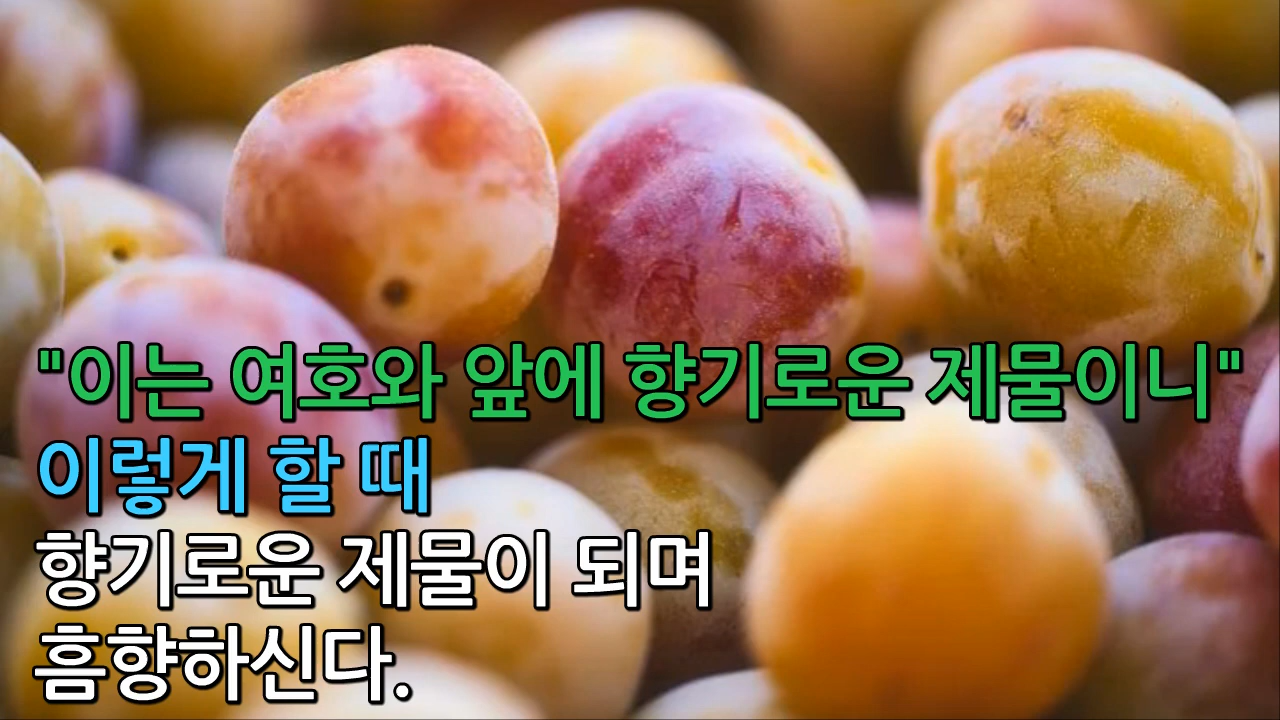 "이는 여호와 앞에 향기로운 제물이니"
이렇게 할 때
향기로운 제물이 되며
흠향하신다.